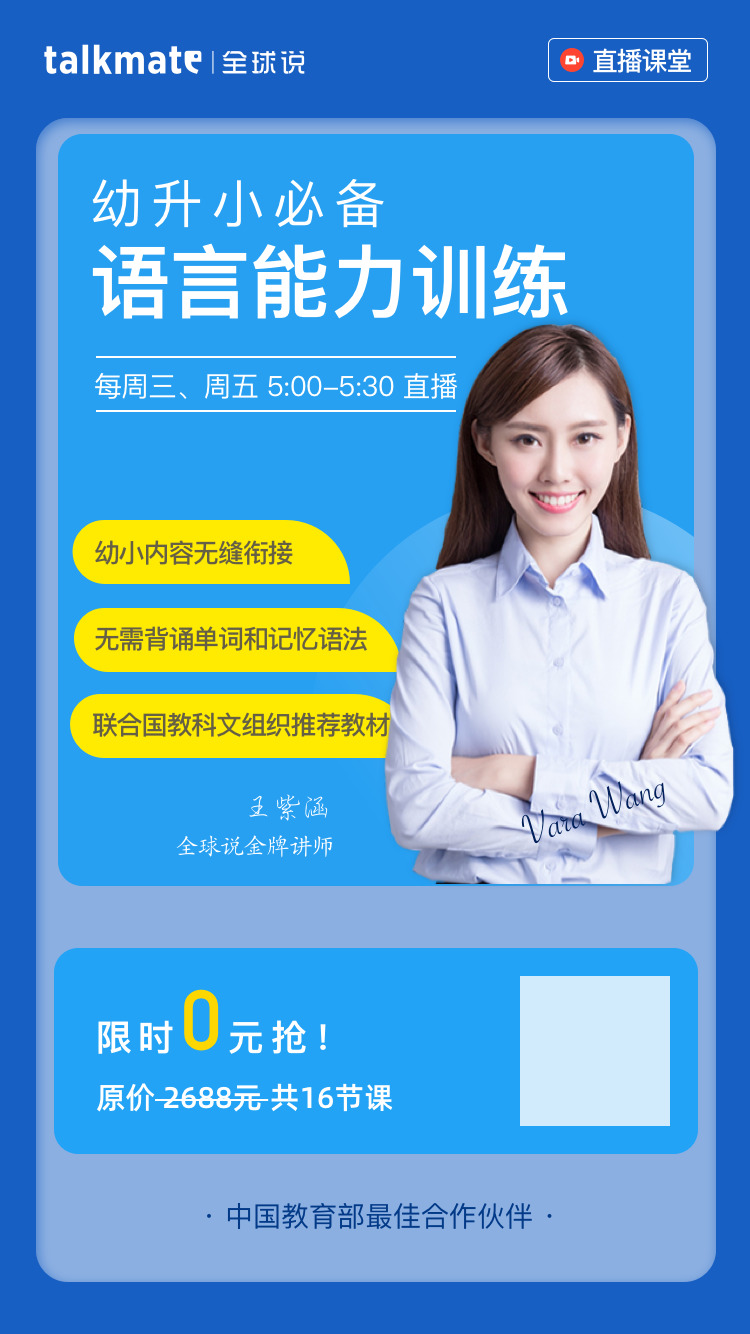 talkmate 全球说
直播课堂
幼升小必备
语言能力训练
每周三、周五 5:00-5:30 直播
幼小内容无缝衔接
无需背诵单词和记忆语法
联合国教科文组织推荐教材
王紫涵
全球说金牌讲师
Vara Wang
限时0元抢！
原价 2688元 共16节课
· 中国教育部最佳合作伙伴 ·